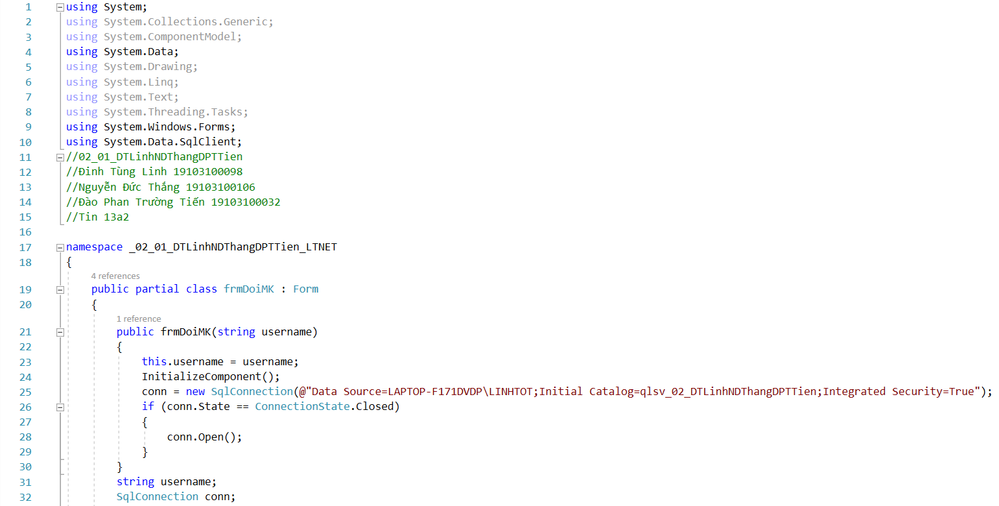 1 using System;
2 using System.Collections.Generic;
3 using System.ComponentModel;
4 using System.Data;
5 using System.Drawing;
6 using System.Linq;
7 using System.Text;
8 using System.Threading.Tasks;
9 using System.Windows.Forms;
10 using System.Data.SqlClient;
11 //02_01_DTLinhNDThangDPTTien
12 //Đinh Tùng Linh 19103100098
13 //Nguyễn Đức Thắng 19103100106
14 //Đào Phan Trường Tiến 19103100032
15 //Tin 13a2
16
17 namespace _02_01_DTLinhNDThangDPTTien_LTNET
18 {
4 references
19 public partial class frmDoiMK : Form
20 {
1 reference
21 public frmDoiMK(string username)
22 {
23 this.username = username;
24 InitializeComponent();
25 conn = new SqlConnection(@"Data Source=LAPTOP-F171DVDP\LINHTOT;Initial Catalog=qlsv_02_DTLinhNDThangDPTTien;Integrated Security=True");
26 if (conn.State == ConnectionState.Closed)
27 {
28 conn.Open();
29 }
30 }
31 string username;
32 SqlConnection conn;